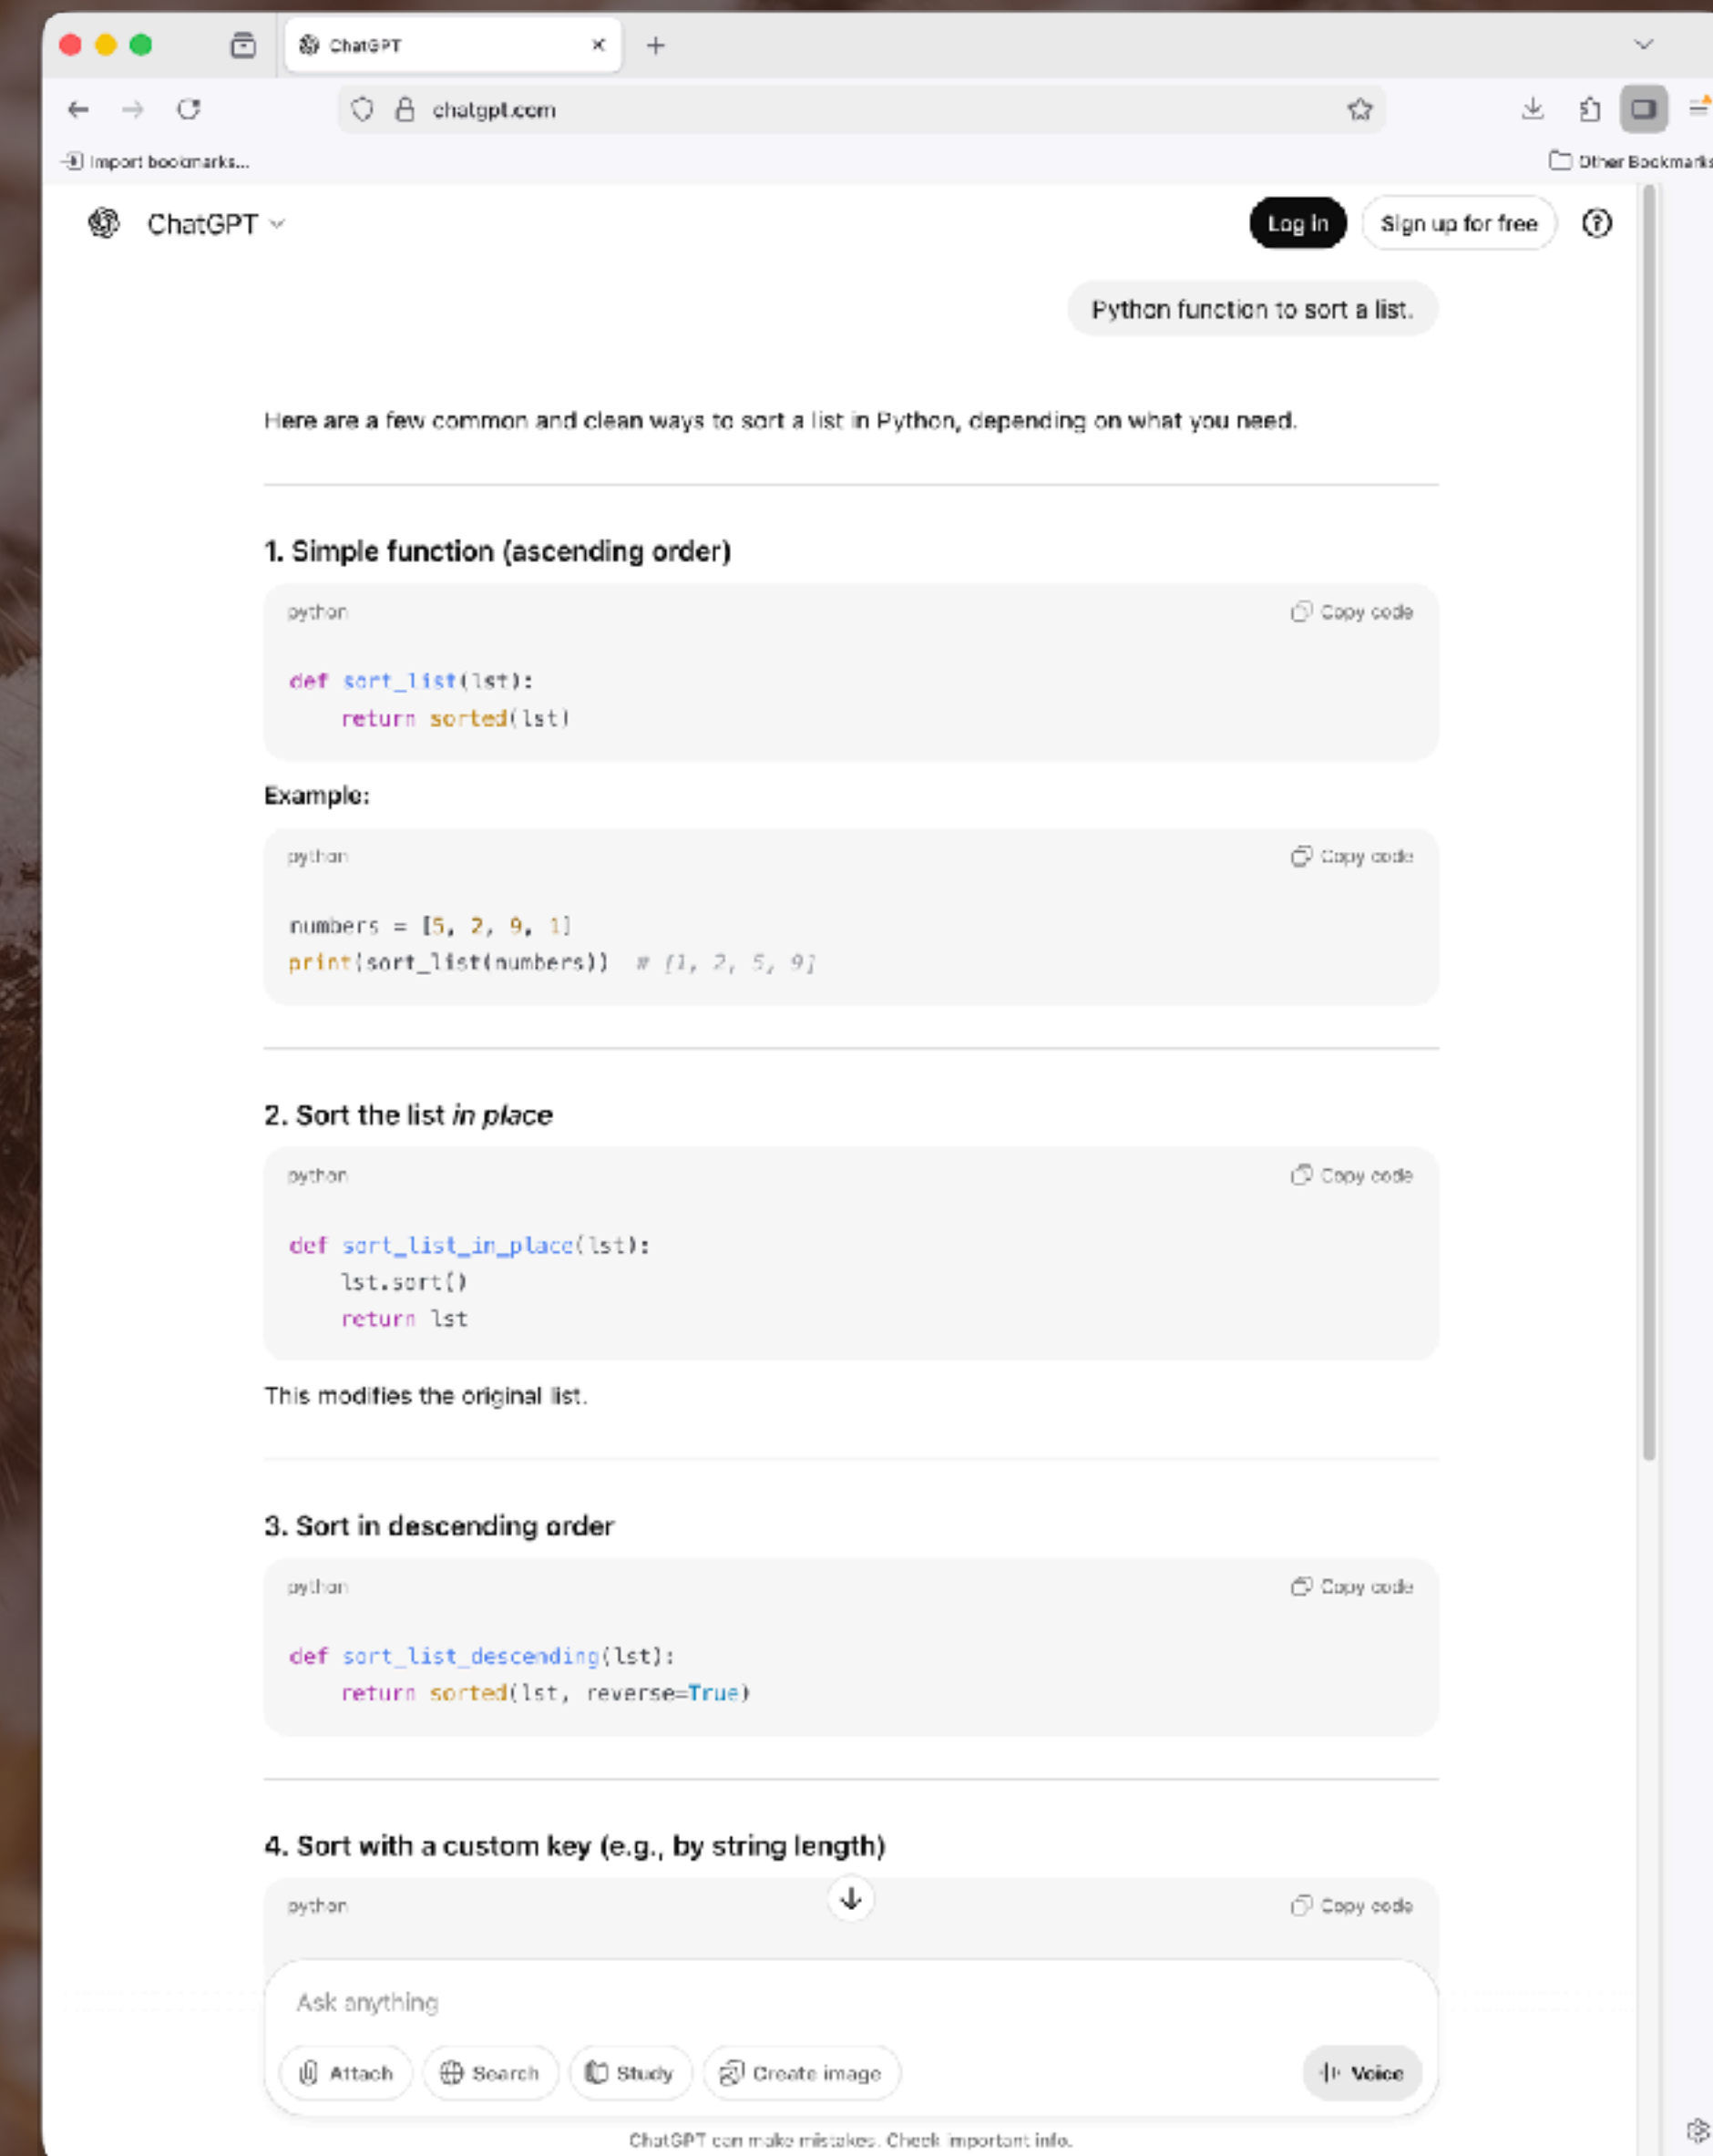 ChatGPT
chatgpt.com
Import bookmarks...
Other Bookmarks
ChatGPT
Log in
Sign up for free
Python function to sort a list.
Here are a few common and clean ways to sort a list in Python, depending on what you need.
1. Simple function (ascending order)
python
Copy code
def sort_list(lst):
    return sorted(lst)
Example:
python
Copy code
numbers = [5, 2, 9, 1]
print(sort_list(numbers))  # [1, 2, 5, 9]
2. Sort the list in place
python
Copy code
def sort_list_in_place(lst):
    lst.sort()
    return lst
This modifies the original list.
3. Sort in descending order
python
Copy code
def sort_list_descending(lst):
    return sorted(lst, reverse=True)
4. Sort with a custom key (e.g., by string length)
python
Copy code
Ask anything
Attach
Search
Study
Create image
Voice
ChatGPT can make mistakes. Check important info.